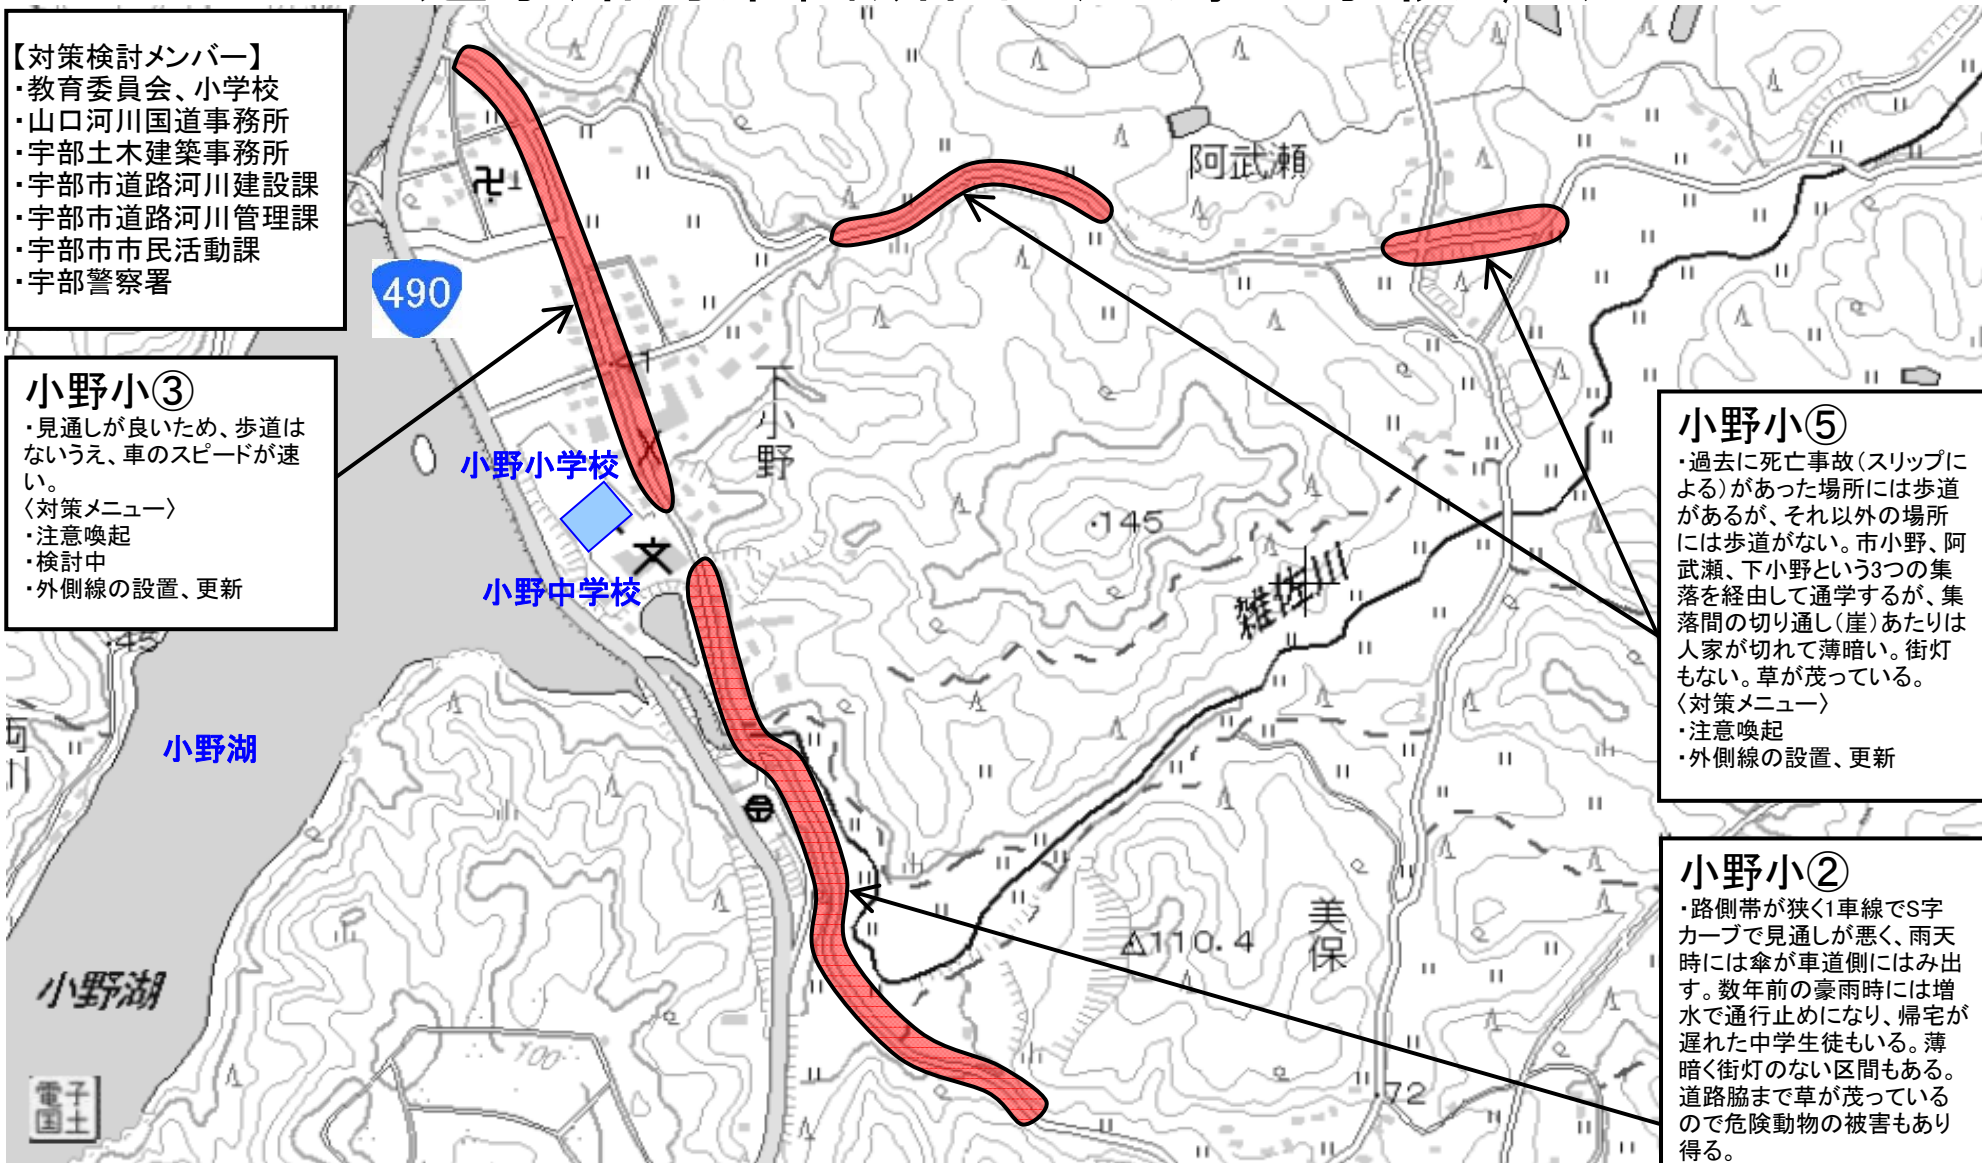 【対策検討メンバー】
・教育委員会、小学校
・山口河川国道事務所
・宇部土木建築事務所
・宇部市道路河川建設課
・宇部市道路河川管理課
・宇部市市民活動課
・宇部警察署
490
阿武瀬
小野小③
・見通しが良いため、歩道は
ないうえ、車のスピードが速
い。
〈対策メニュー〉
・注意喚起
・検討中
・外側線の設置、更新
下小野
小野小学校
小野中学校
文
145
雑佐川
小野小⑤
・過去に死亡事故(スリップに
よる)があった場所には歩道
があるが、それ以外の場所
には歩道がない。市小野、阿
武瀬、下小野という3つの集
落を経由して通学するが、集
落間の切り通し(崖)あたりは
人家が切れて薄暗い。街灯
もない。草が茂っている。
〈対策メニュー〉
・注意喚起
・外側線の設置、更新
45
小野湖
小野湖
美保
110.4
100
72
小野小②
・路側帯が狭く1車線でS字
カーブで見通しが悪く、雨天
時には傘が車道側にはみ出
す。数年前の豪雨時には増
水で通行止めになり、帰宅が
遅れた中学生徒もいる。薄
暗く街灯のない区間もある。
道路脇まで草が茂っている
ので危険動物の被害もあり
得る。
電子
国土